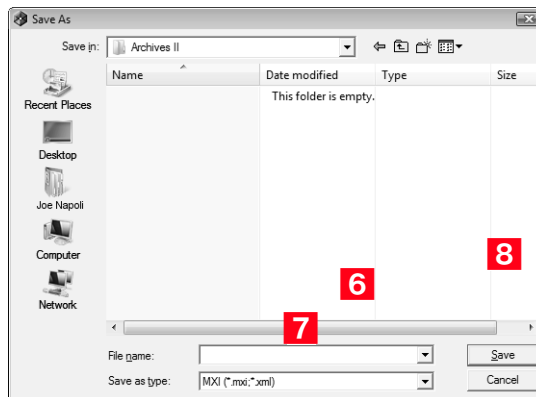 Save As
Save in: Archives II
Name Date modified Type Size
This folder is empty.
Recent Places
Desktop
Joe Napoli
Computer
Network
8
6
7
File name: Save
Save as type: MXI (*.mxi;*.xml) Cancel